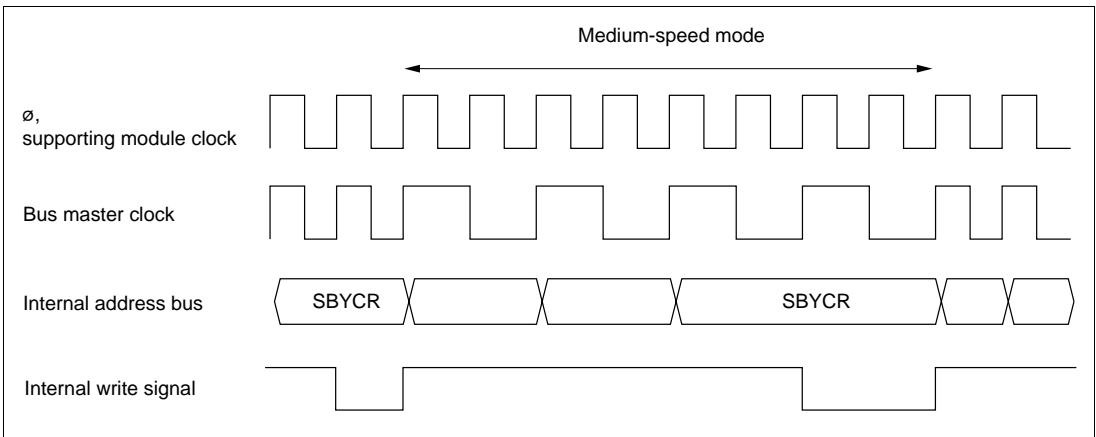 Medium-speed mode
ø,
supporting module clock
Bus master clock
Internal address bus
SBYCR
SBYCR
Internal write signal